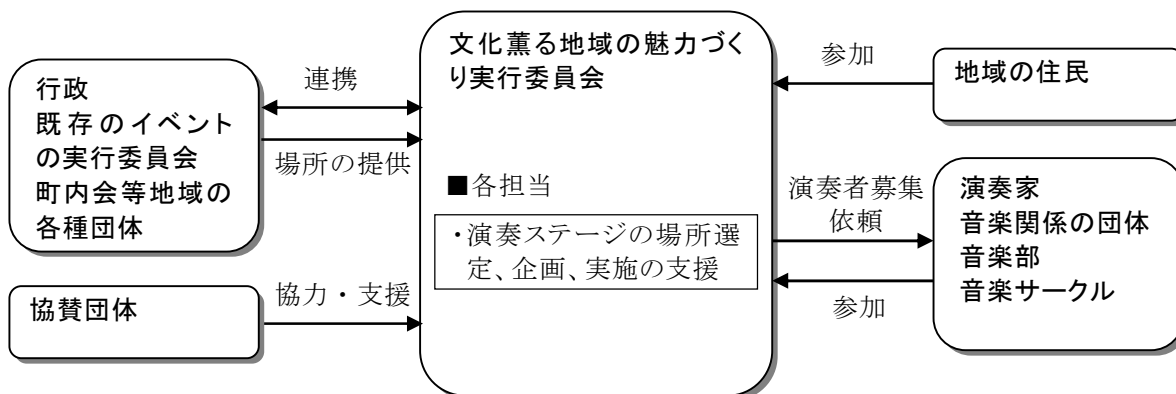 行政
既存のイベント
の実行委員会
町内会等地域の
各種団体
協賛団体
連携
場所の提供
協力・支援
文化薫る地域の魅力づく
り実行委員会
■各担当
・演奏ステージの場所選
定、企画、実施の支援
参加
演奏者募集
依頼
参加
地域の住民
演奏家
音楽関係の団体
音楽部
音楽サークル